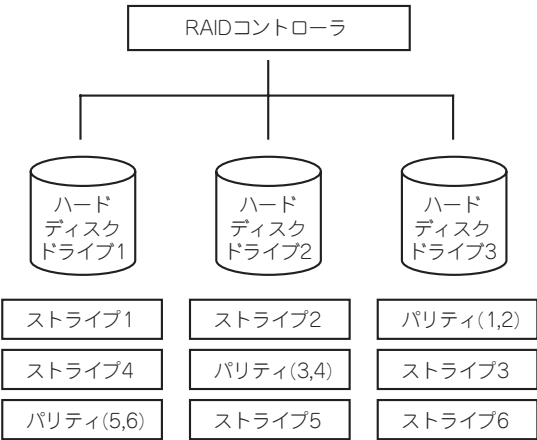 RAIDコントローラ
ハード
ディスク
ドライブ1
ハード
ディスク
ドライブ2
ハード
ディスク
ドライブ3
ストライプ1
ストライプ2
パリティ(1,2)
ストライプ4
パリティ(3,4)
ストライプ3
パリティ(5,6)
ストライプ5
ストライプ6